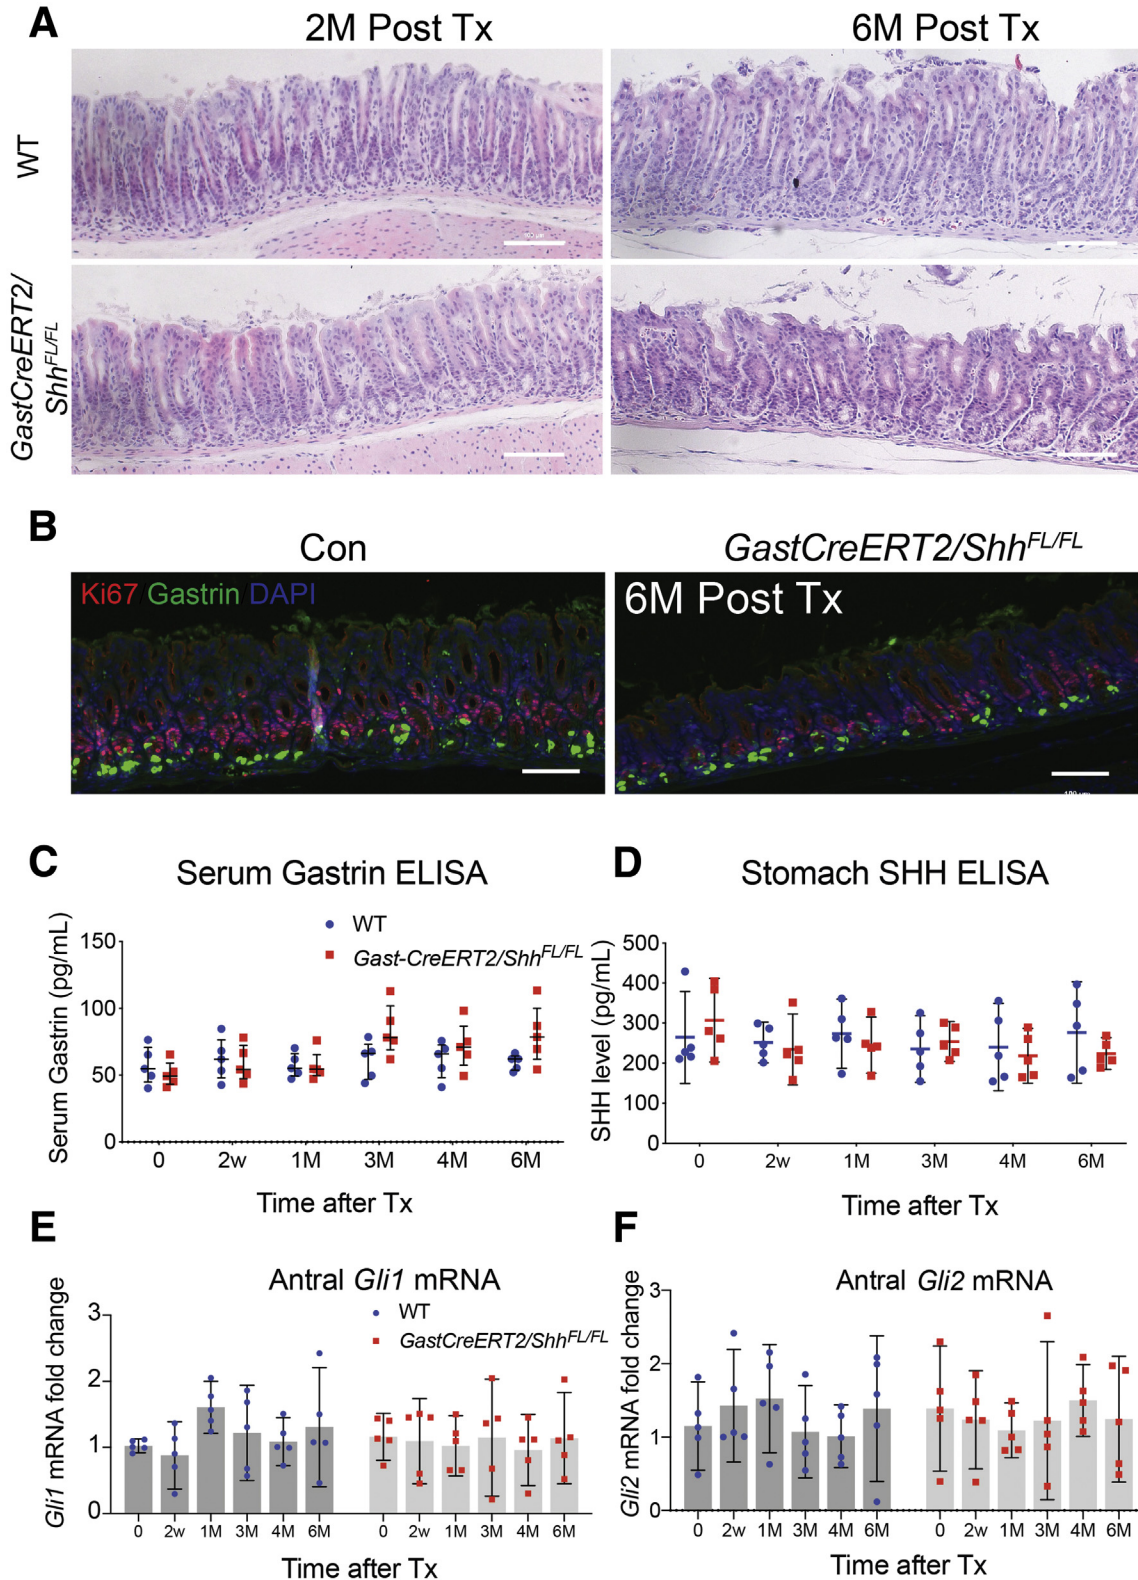 A
2M Post Tx
6M Post Tx
WT
GastCreERT2/
Shh^FL/FL
B
Con
GastCreERT2/Shh^FL/FL
Ki67 Gastrin DAPI
6M Post Tx
C
Serum Gastrin ELISA
WT
Gast-CreERT2/Shh^FL/FL
Serum Gastrin (pg/mL)
150
100
50
0
0 2w 1M 3M 4M 6M
Time after Tx
D
Stomach SHH ELISA
SHH level (pg/mL)
500
400
300
200
100
0
0 2w 1M 3M 4M 6M
Time after Tx
E
Antral Gli1 mRNA
WT
GastCreERT2/Shh^FL/FL
Gli1 mRNA fold change
3
2
1
0
0 2w 1M 3M 4M 6M 0 2w 1M 3M 4M 6M
Time after Tx
F
Antral Gli2 mRNA
Gli2 mRNA fold change
3
2
1
0
0 2w 1M 3M 4M 6M 0 2w 1M 3M 4M 6M
Time after Tx